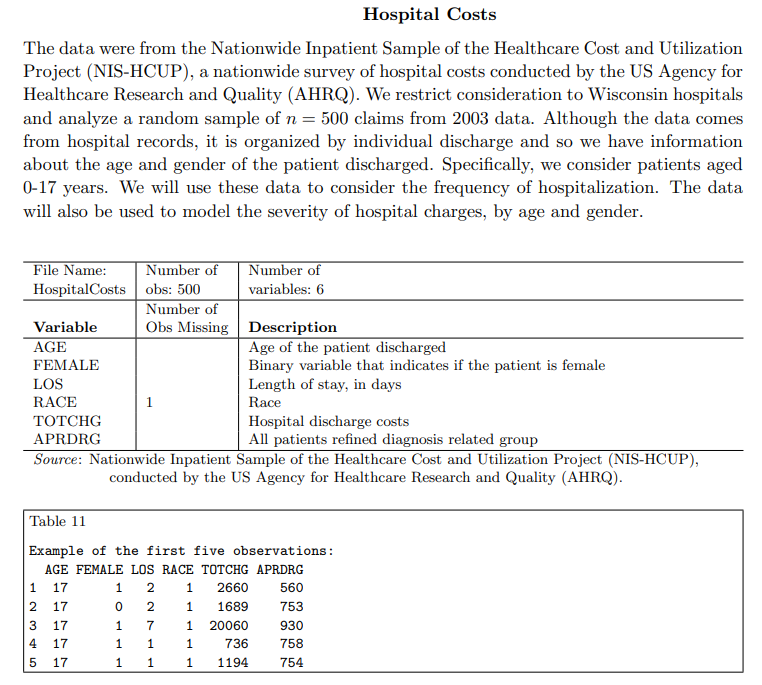 Hospital Costs
The data were from the Nationwide Inpatient Sample of the Healthcare Cost and Utilization
Project (NIS-HCUP), a nationwide survey of hospital costs conducted by the US Agency for
Healthcare Research and Quality (AHRQ). We restrict consideration to Wisconsin hospitals
and analyze a random sample of n = 500 claims from 2003 data. Although the data comes
from hospital records, it is organized by individual discharge and so we have information
about the age and gender of the patient discharged. Specifically, we consider patients aged
0-17 years. We will use these data to consider the frequency of hospitalization. The data
will also be used to model the severity of hospital charges, by age and gender.
File Name: Number of Number of
HospitalCosts obs: 500 variables: 6
Number of
Variable Obs Missing Description
AGE Age of the patient discharged
FEMALE Binary variable that indicates if the patient is female
LOS Length of stay, in days
RACE 1 Race
TOTCHG Hospital discharge costs
APRDRG All patients refined diagnosis related group
Source: Nationwide Inpatient Sample of the Healthcare Cost and Utilization Project (NIS-HCUP),
conducted by the US Agency for Healthcare Research and Quality (AHRQ).
Table 11
Example of the first five observations:
AGE FEMALE LOS RACE TOTCHG APRDRG
1 17 1 2 1 2660 560
2 17 0 2 1 1689 753
3 17 1 7 1 20060 930
4 17 1 1 1 736 758
5 17 1 1 1 1194 754